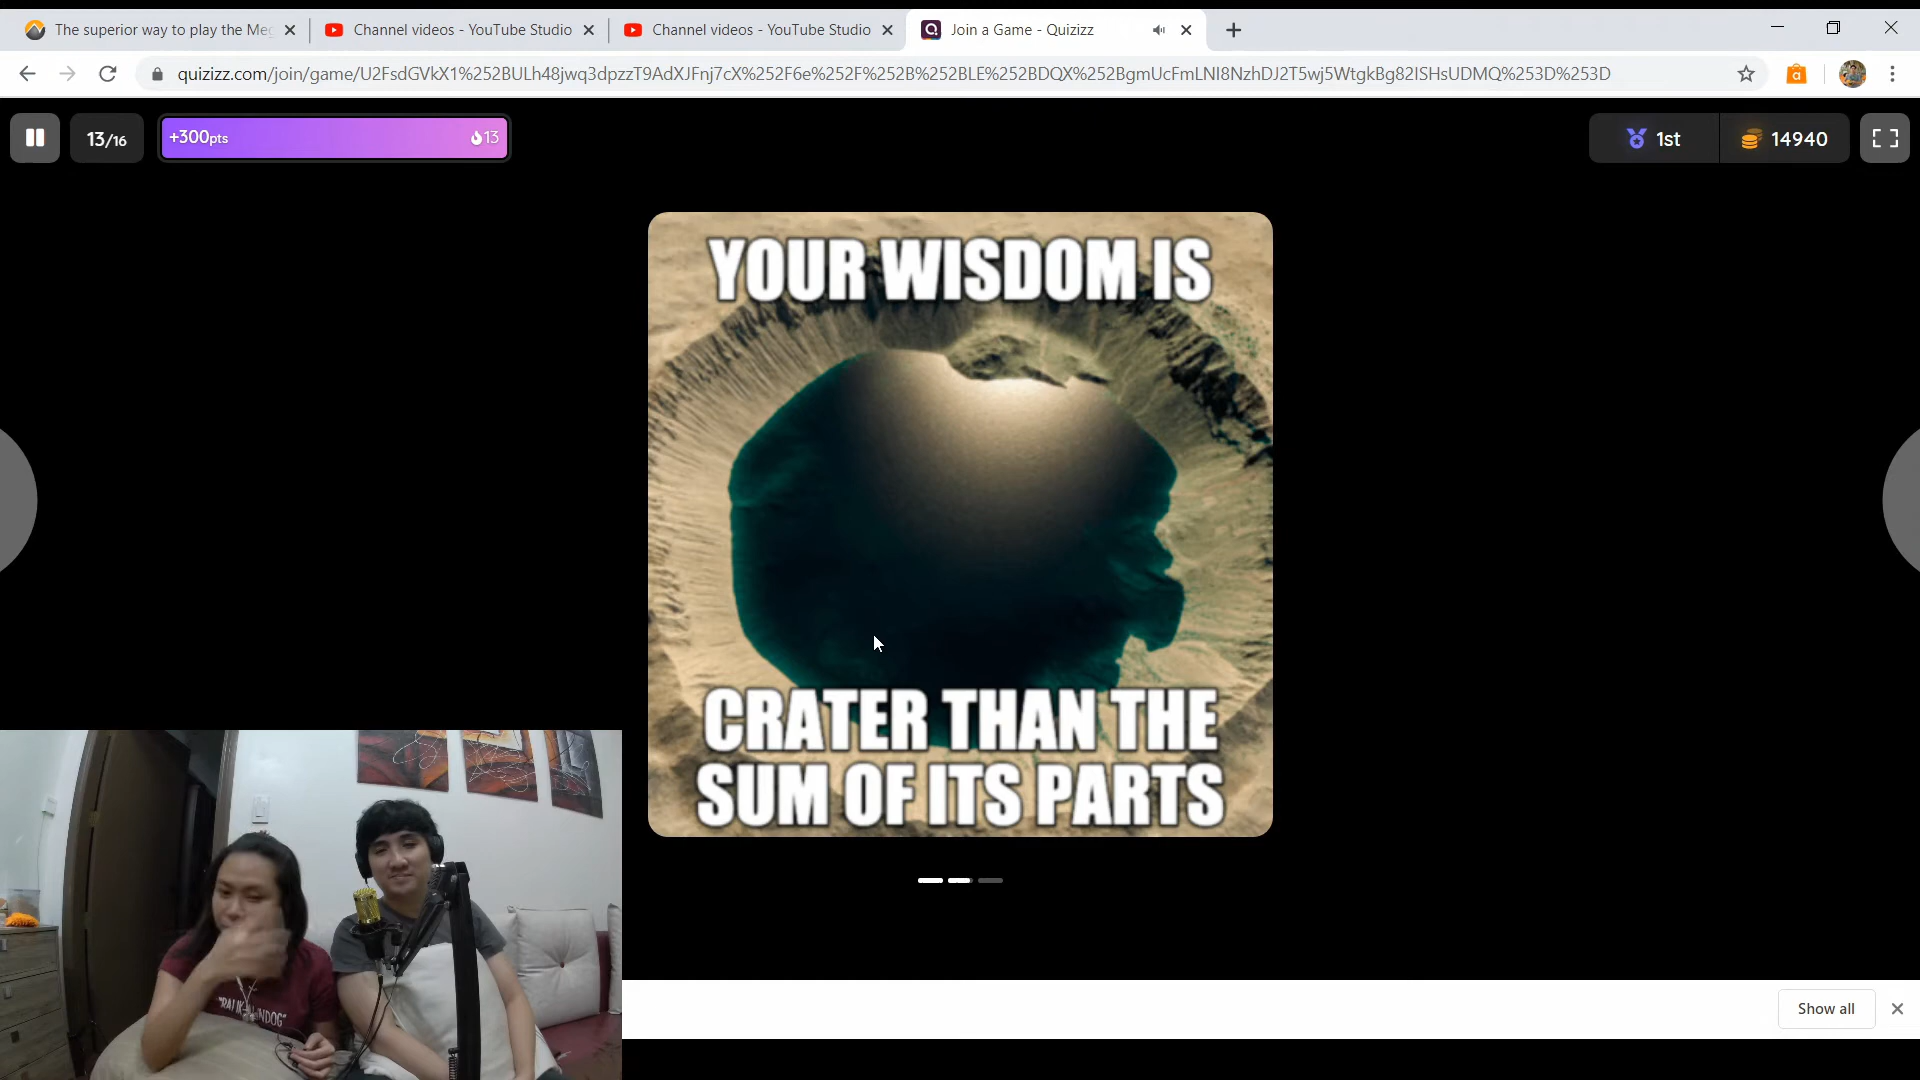 The superior way to play the Me
Channel videos - YouTube Studio
Channel videos - YouTube Studio
Join a Game - Quizizz
quizizz.com/join/game/U2FsdGVkX1%252BULh48jwq3dpzzT9AdXJFnj7cX%252F6e%252F%252B%252BLE%252BDQX%252BgmUcFmLNI8NzhDJ2T5wj5WtgkBg82ISHsUDMQ%253D%253D
13/16
+300pts
13
1st
14940
YOUR WISDOM IS
CRATER THAN THE
SUM OF ITS PARTS
Show all